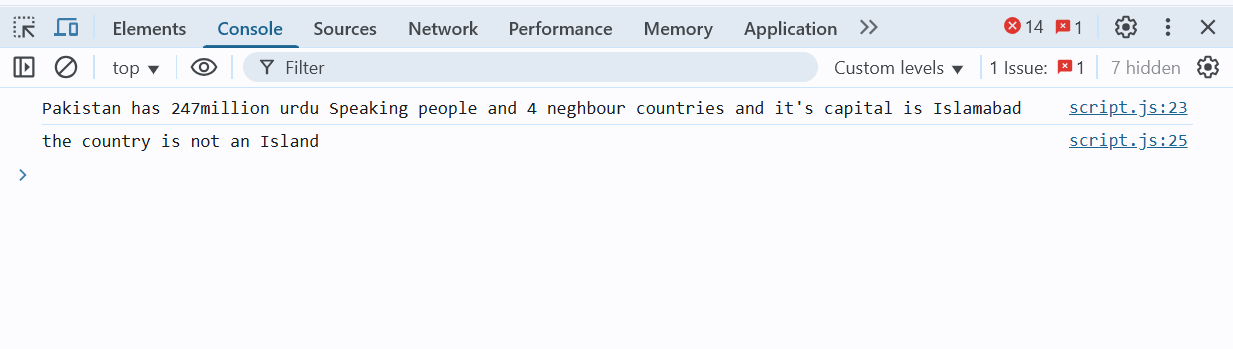 Elements Console Sources Network Performance Memory Application 14 1
top Filter Custom levels 1 Issue: 1 7 hidden
Pakistan has 247million urdu Speaking people and 4 neghbour countries and it's capital is Islamabad script.js:23
the country is not an Island script.js:25